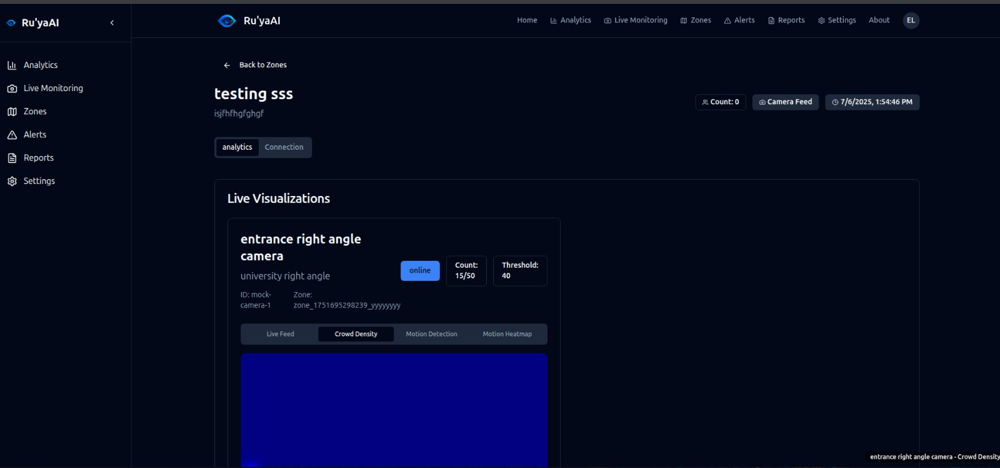 Ru'yaAI
Analytics
Live Monitoring
Zones
Alerts
Reports
Settings
Ru'yaAI
Home Analytics Live Monitoring Zones Alerts Reports Settings About EL
Back to Zones
testing sss
isjfhfhgfghgf
Count: 0 Camera Feed 7/6/2025, 1:54:46 PM
analytics Connection
Live Visualizations
entrance right angle
camera
university right angle
ID: mock-
camera-1
Zone:
zone_1751695298239_yyyyyyyy
online
Count:
15/50
Threshold:
40
Live Feed Crowd Density Motion Detection Motion Heatmap
entrance right angle camera - Crowd Density